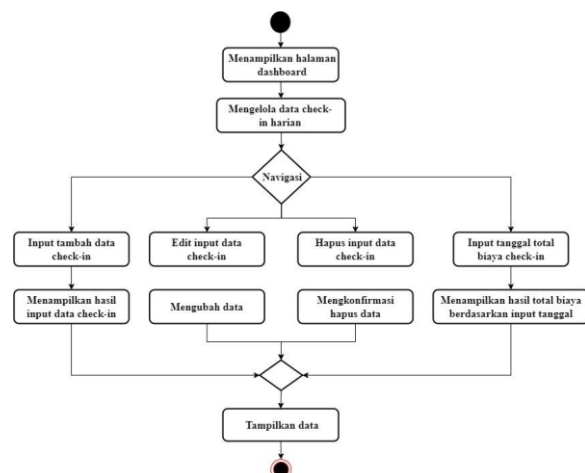 Menampilkan halaman
dashboard
Mengelola data check-
in harian
Navigasi
Input tambah data
check-in
Edit input data
check-in
Hapus input data
check-in
Input tanggal total
biaya check-in
Menampilkan hasil
input data check-in
Mengubah data
Mengkonfirmasi
hapus data
Menampilkan hasil total biaya
berdasarkan input tanggal
Tampilkan data